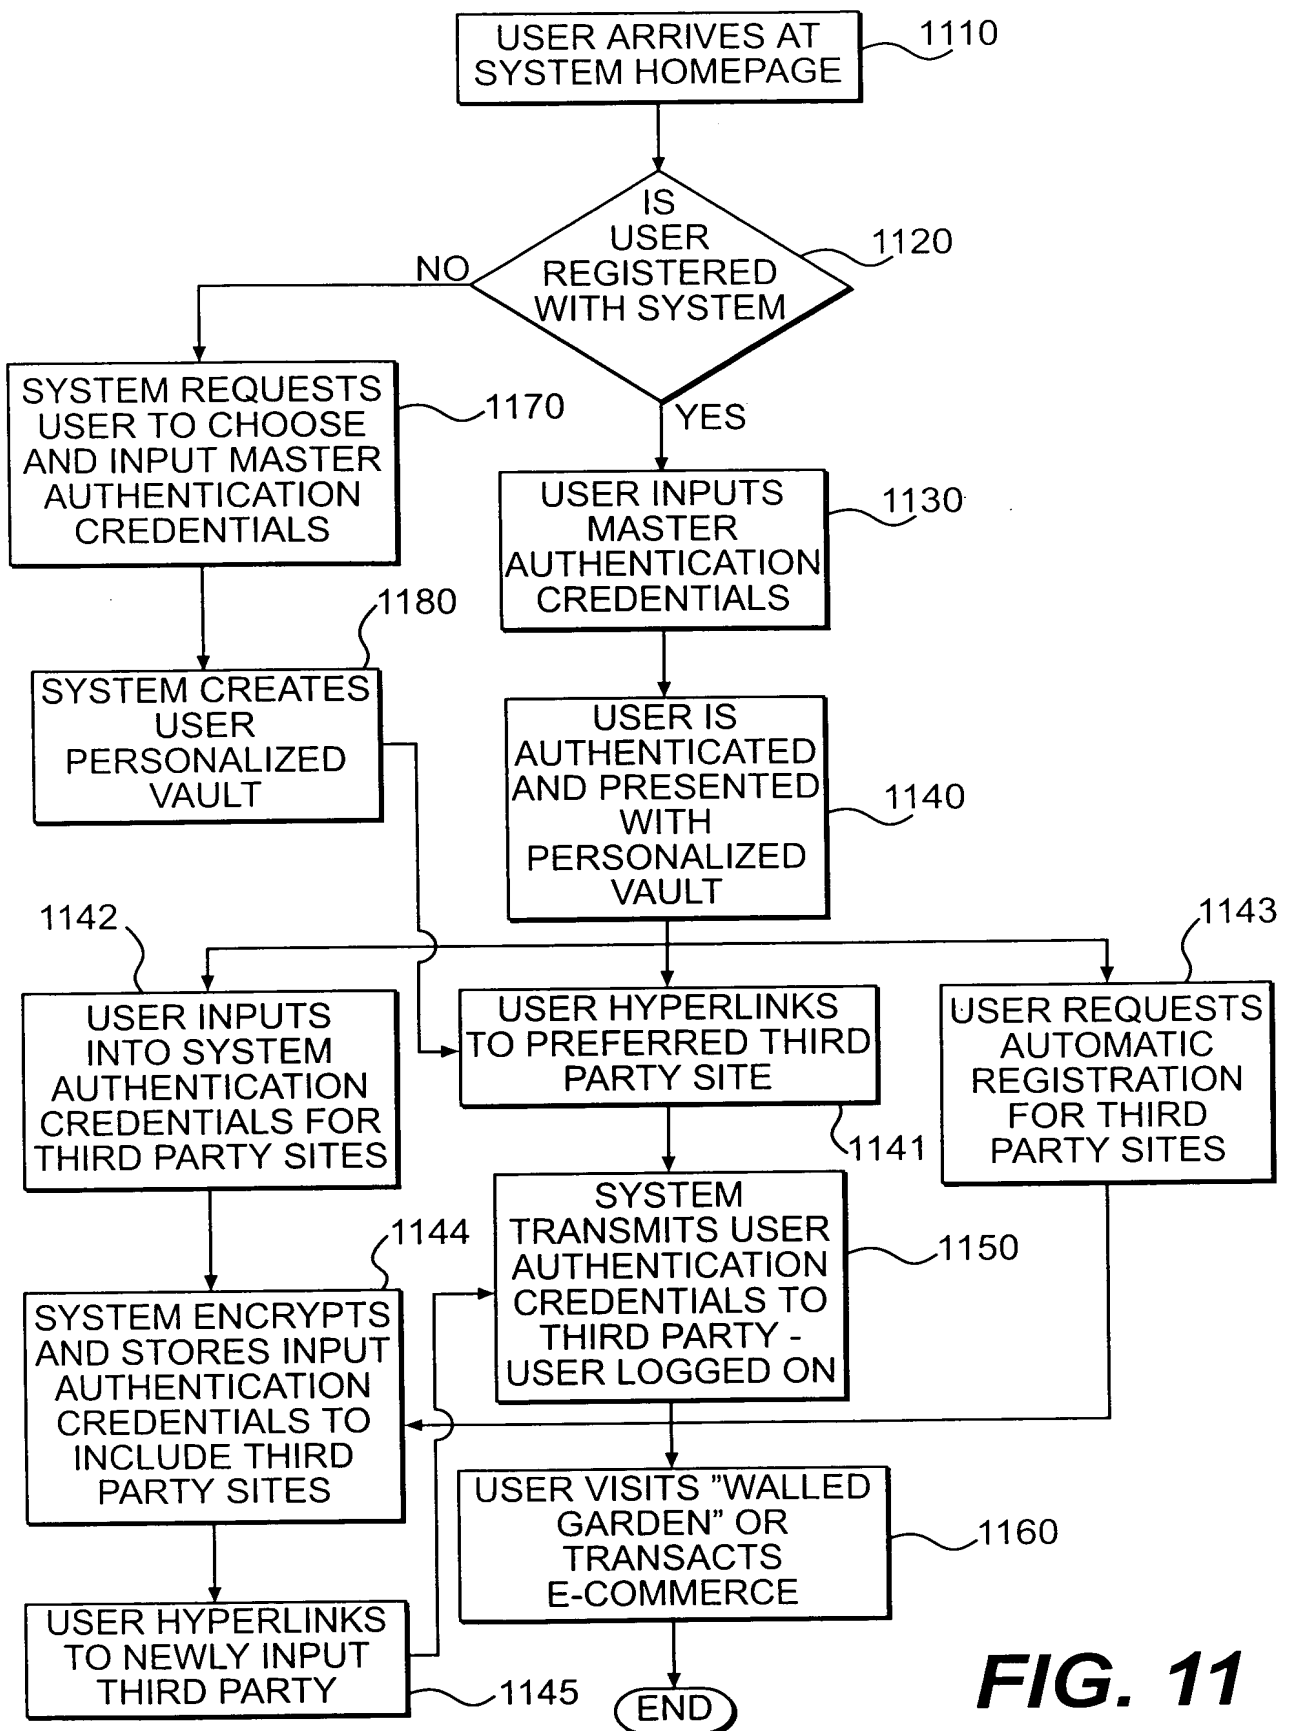 USER ARRIVES AT
SYSTEM HOMEPAGE
1110
IS
USER
REGISTERED
WITH SYSTEM
1120
NO
YES
SYSTEM REQUESTS
USER TO CHOOSE
AND INPUT MASTER
AUTHENTICATION
CREDENTIALS
1170
USER INPUTS
MASTER
AUTHENTICATION
CREDENTIALS
1130
1180
SYSTEM CREATES
USER
PERSONALIZED
VAULT
USER IS
AUTHENTICATED
AND PRESENTED
WITH
PERSONALIZED
VAULT
1140
1142
USER INPUTS
INTO SYSTEM
AUTHENTICATION
CREDENTIALS FOR
THIRD PARTY SITES
USER HYPERLINKS
TO PREFERRED THIRD
PARTY SITE
1141
1143
USER REQUESTS
AUTOMATIC
REGISTRATION
FOR THIRD
PARTY SITES
1144
SYSTEM ENCRYPTS
AND STORES INPUT
AUTHENTICATION
CREDENTIALS TO
INCLUDE THIRD
PARTY SITES
SYSTEM
TRANSMITS USER
AUTHENTICATION
CREDENTIALS TO
THIRD PARTY -
USER LOGGED ON
1150
USER VISITS ”WALLED
GARDEN” OR
TRANSACTS
E-COMMERCE
1160
USER HYPERLINKS
TO NEWLY INPUT
THIRD PARTY
1145
END
FIG. 11